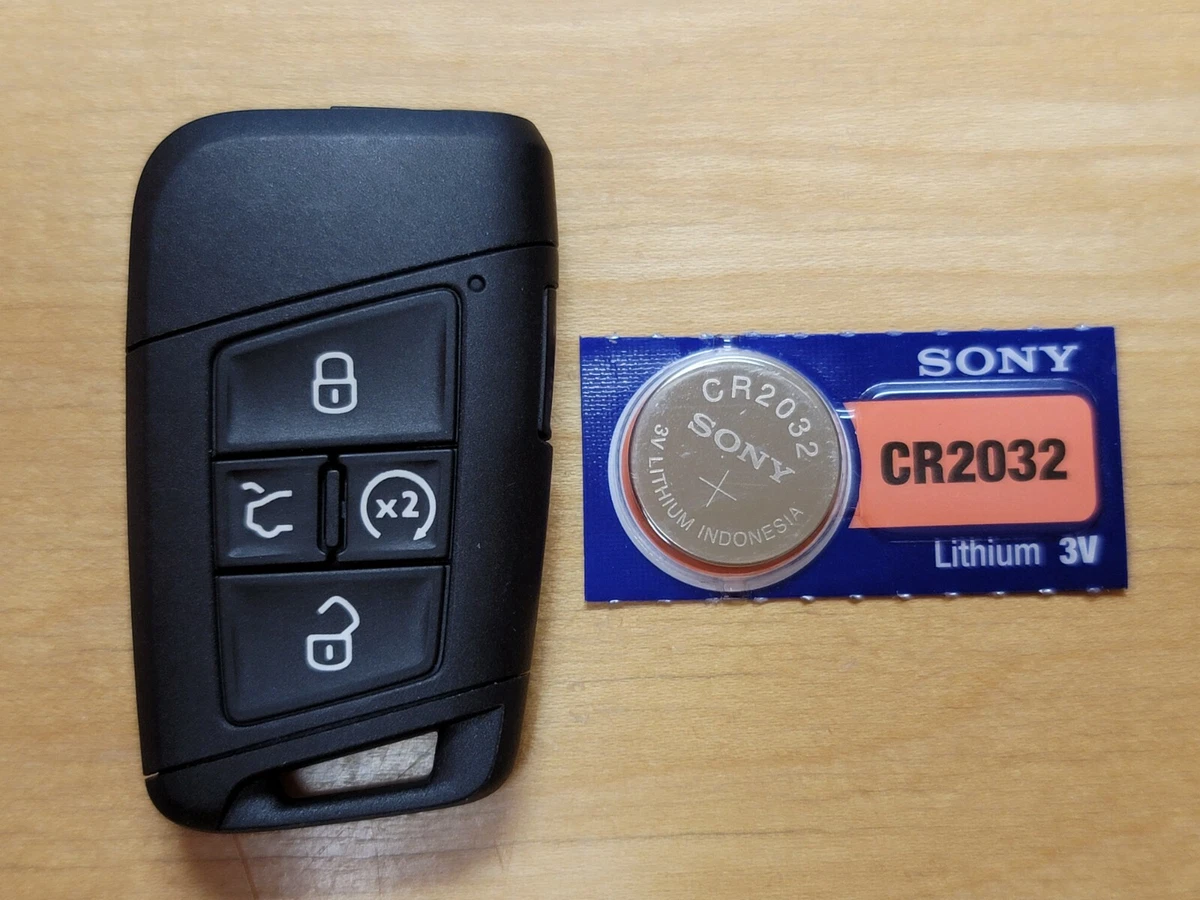 x2
CR2032
SONY
3V LITHIUM INDONESIA
SONY
CR2032
Lithium 3V